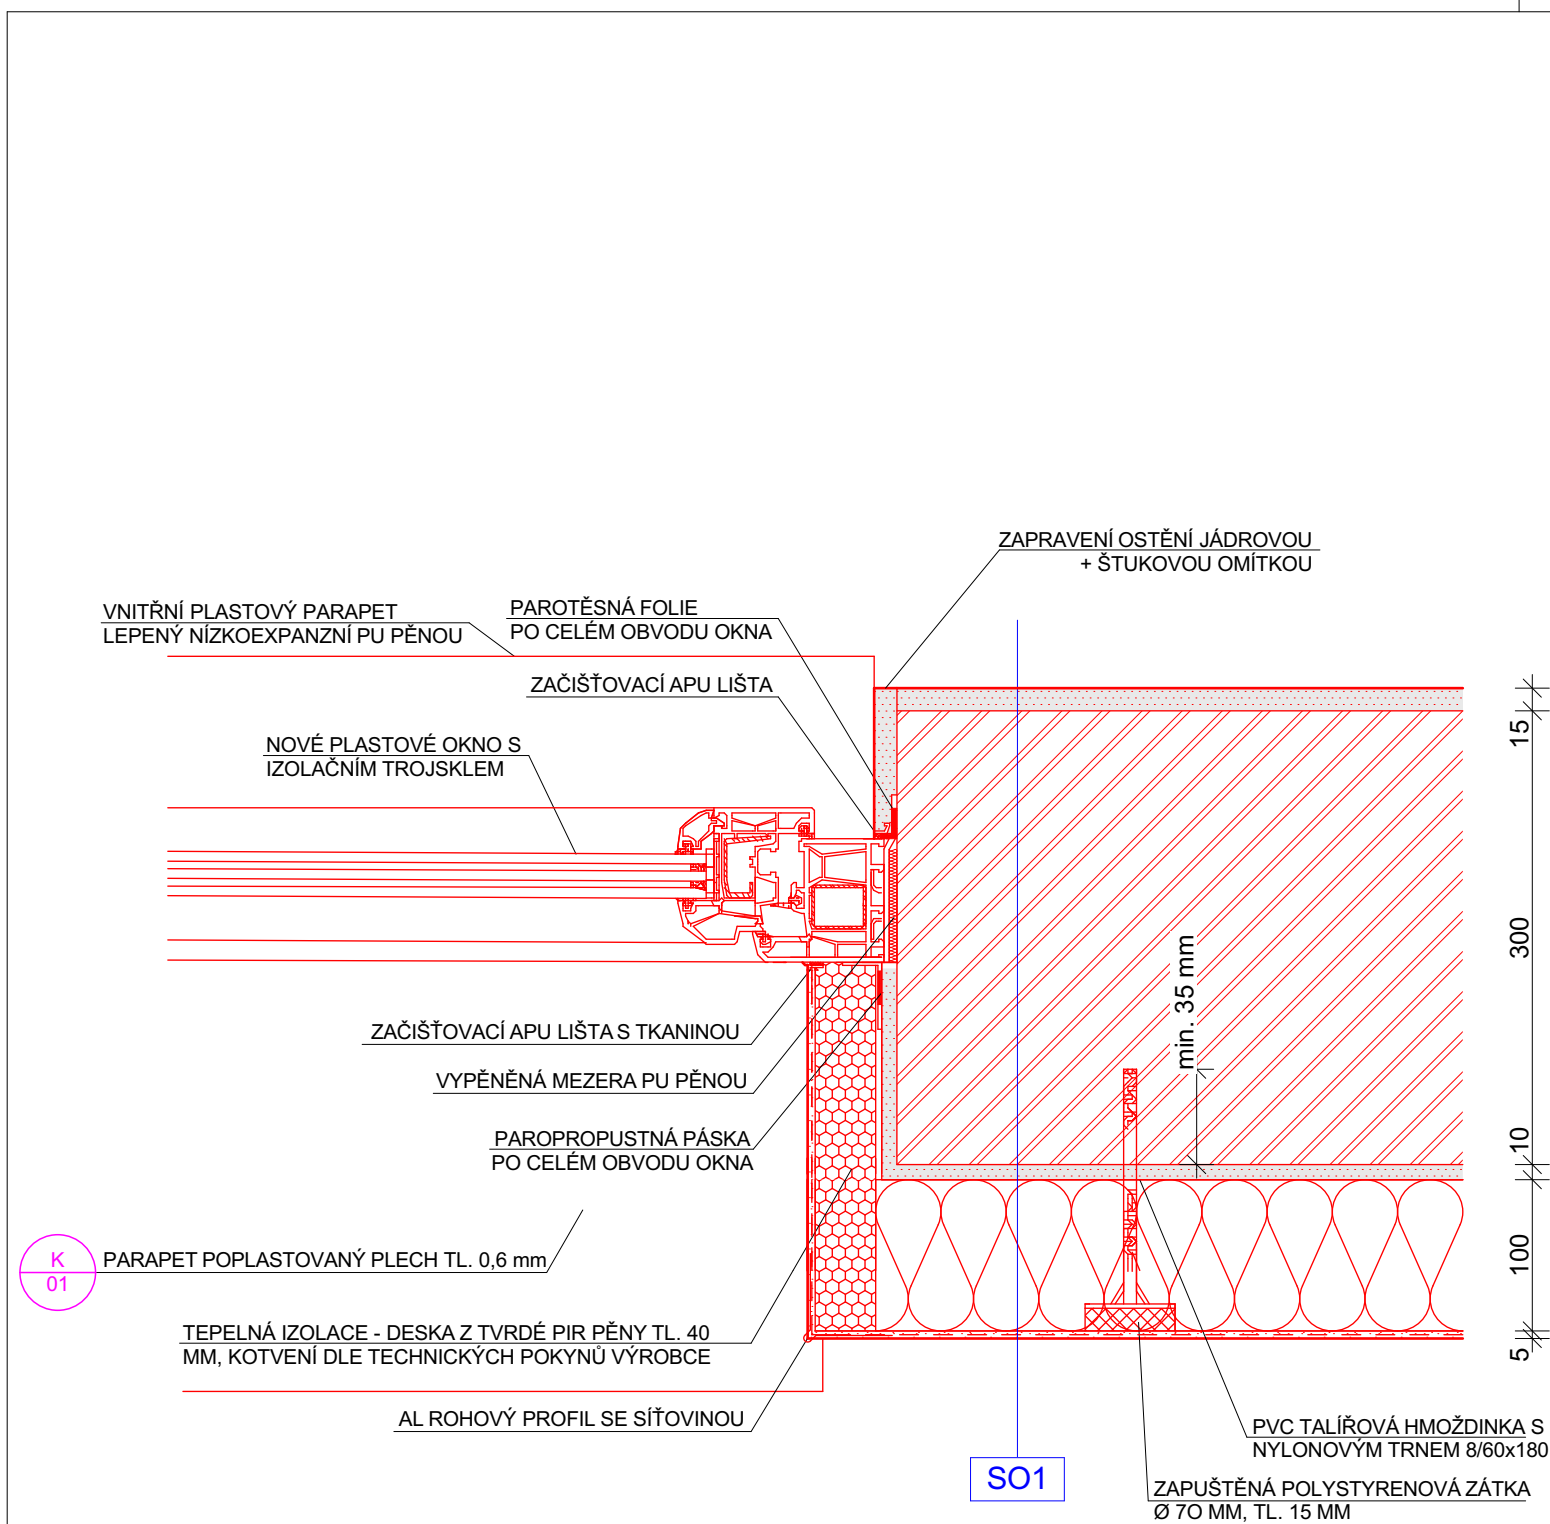 ZAPRAVENÍ OSTĚNÍ JÁDROVOU
+ ŠTUKOVOU OMÍTKOU
VNITŘNÍ PLASTOVÝ PARAPET
LEPENÝ NÍZKOEXPANZNÍ PU PĚNOU
PAROTĚSNÁ FOLIE
PO CELÉM OBVODU OKNA
ZAČIŠŤOVACÍ APU LIŠTA
NOVÉ PLASTOVÉ OKNO S
IZOLAČNÍM TROJSKLEM
15
300
min. 35 mm
ZAČIŠŤOVACÍ APU LIŠTA S TKANINOU
VYPĚNĚNÁ MEZERA PU PĚNOU
PAROPROPUSTNÁ PÁSKA
PO CELÉM OBVODU OKNA
10
K
01
PARAPET POPLASTOVANÝ PLECH TL. 0,6 mm
100
TEPELNÁ IZOLACE - DESKA Z TVRDÉ PIR PĚNY TL. 40
MM, KOTVENÍ DLE TECHNICKÝCH POKYNŮ VÝROBCE
5
AL ROHOVÝ PROFIL SE SÍŤOVINOU
PVC TALÍŘOVÁ HMOŽDINKA S
NYLONOVÝM TRNEM 8/60x180
SO1
ZAPUŠTĚNÁ POLYSTYRENOVÁ ZÁTKA
Ø 7O MM, TL. 15 MM